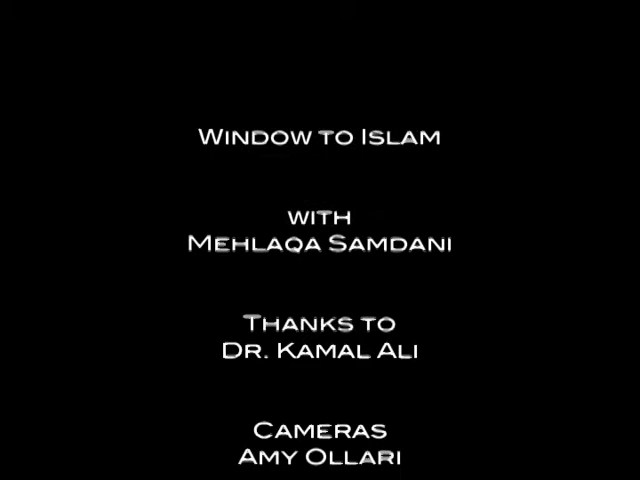 Window to Islam
with
Mehlaqa Samdani
Thanks to
Dr. Kamal Ali
Cameras
Amy Ollari